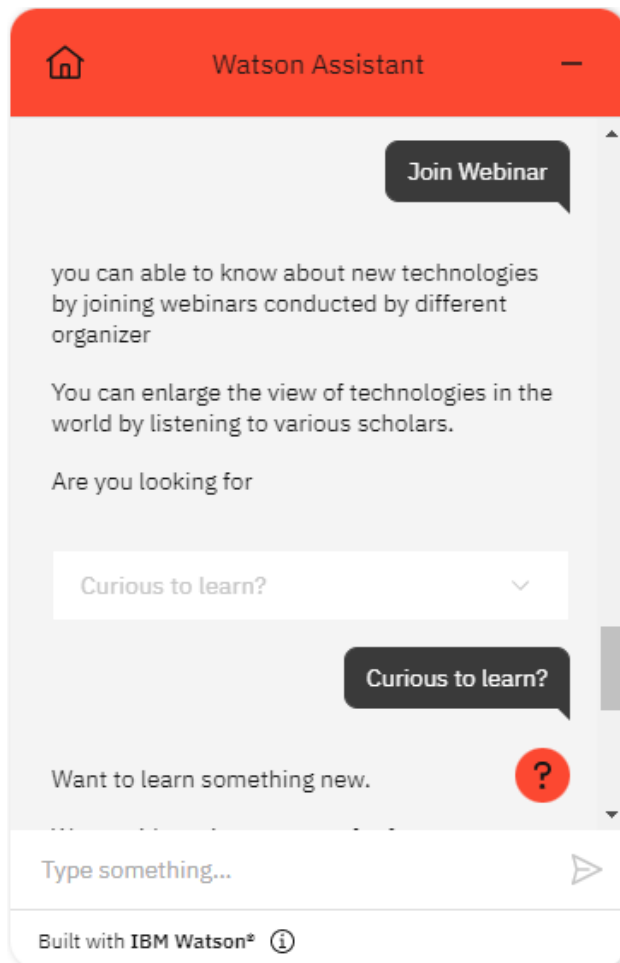 Watson Assistant
Join Webinar
you can able to know about new technologies
by joining webinars conducted by different
organizer
You can enlarge the view of technologies in the
world by listening to various scholars.
Are you looking for
Curious to learn?
Curious to learn?
Want to learn something new.
?
Type something...
Built with IBM Watson®